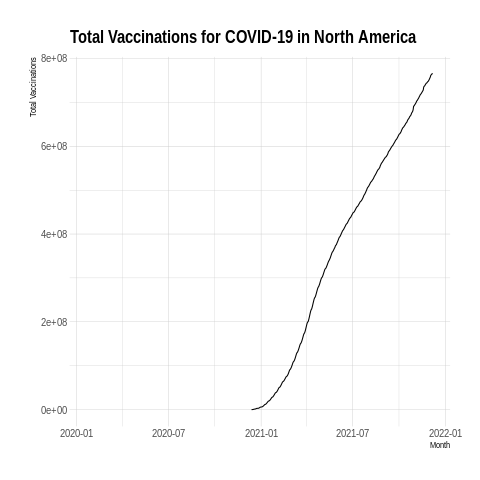 Total Vaccinations for COVID-19 in North America
Total Vaccinations
8e+08
6e+08
4e+08
2e+08
0e+00
2020-01 2020-07 2021-01 2021-07 2022-01
Month